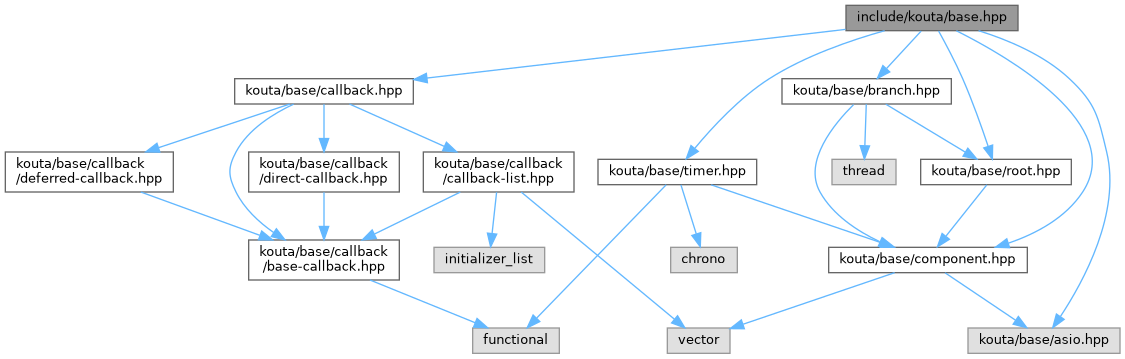 include/kouta/base.hpp
kouta/base/callback.hpp
kouta/base/branch.hpp
kouta/base/callback
/deferred-callback.hpp
kouta/base/callback
/direct-callback.hpp
kouta/base/callback
/callback-list.hpp
kouta/base/timer.hpp
thread
kouta/base/root.hpp
kouta/base/callback
/base-callback.hpp
initializer_list
chrono
kouta/base/component.hpp
functional
vector
kouta/base/asio.hpp